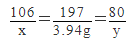 106/x = 197/3.94g = 80/y